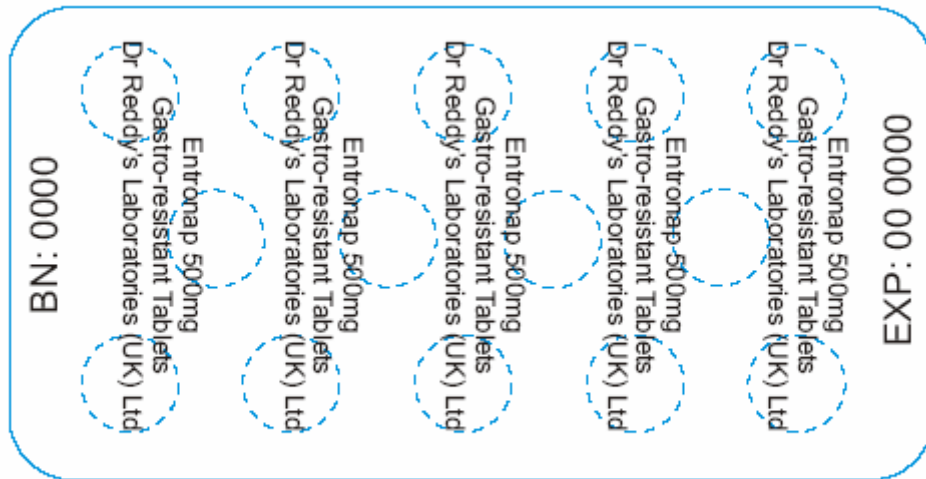 BN: 00000
Entronap 500mg
Gastro-resistant Tablets
Dr Reddy's Laboratories (UK) Ltd
Entronap 500mg
Gastro-resistant Tablets
Dr Reddy's Laboratories (UK) Ltd
Entronap 500mg
Gastro-resistant Tablets
Dr Reddy's Laboratories (UK) Ltd
Entronap 500mg
Gastro-resistant Tablets
Dr Reddy's Laboratories (UK) Ltd
Entronap 500mg
Gastro-resistant Tablets
Dr Reddy's Laboratories (UK) Ltd
EXP: 00 0000